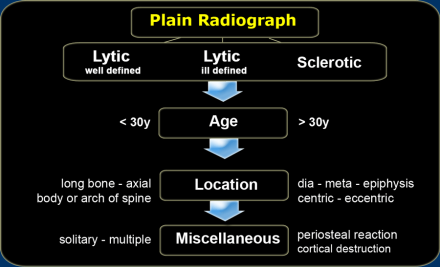 Plain Radiograph
Lytic
well defined
Lytic
ill defined
Sclerotic
< 30y
Age
> 30y
long bone - axial
body or arch of spine
Location
dia - meta - epiphysis
centric - eccentric
solitary - multiple
Miscellaneous
periosteal reaction
cortical destruction